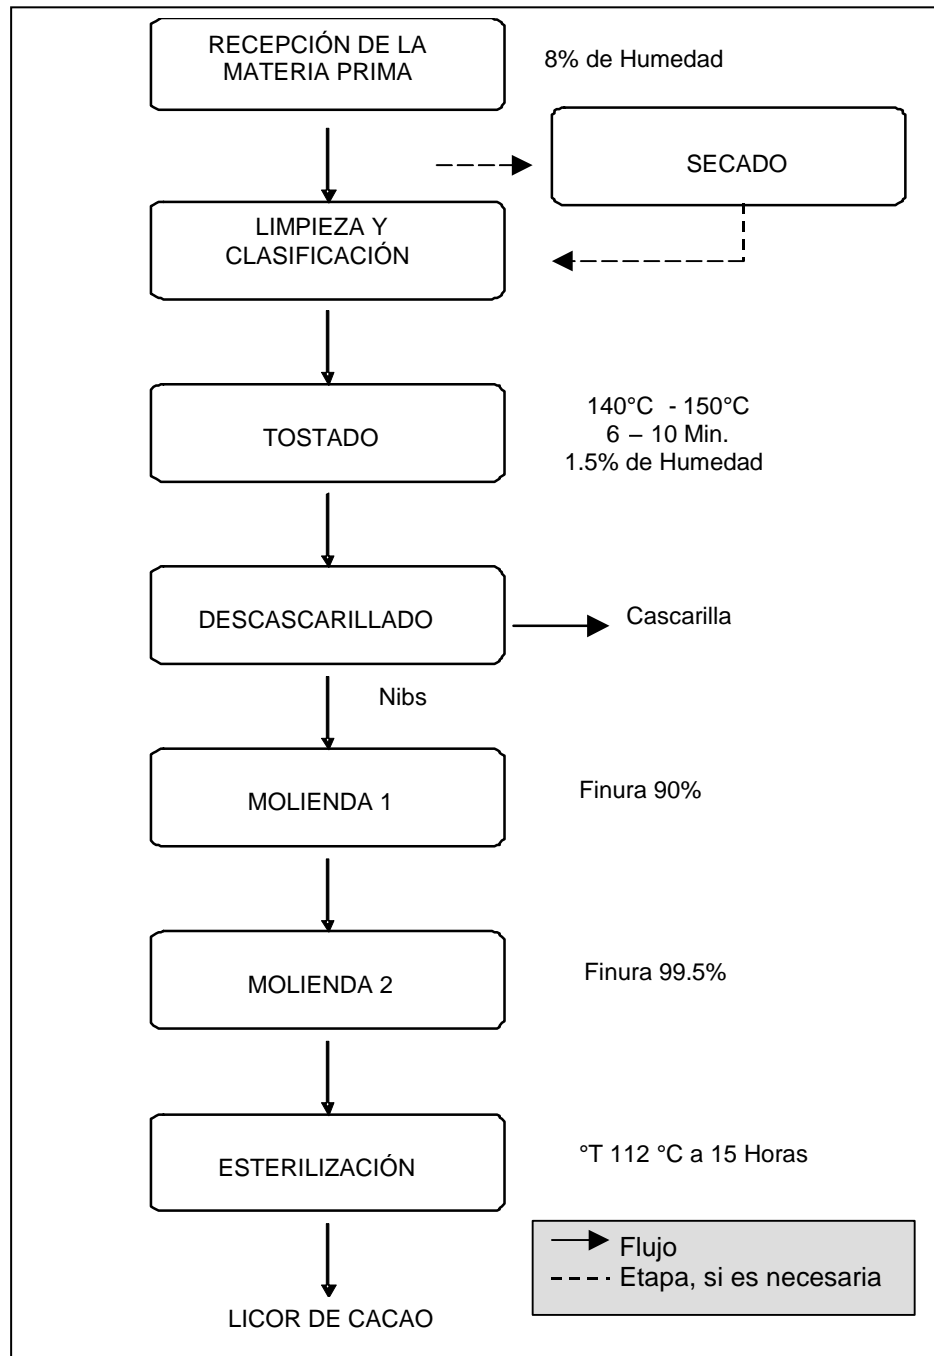 RECEPCIÓN DE LA
MATERIA PRIMA
8% de Humedad
SECADO
LIMPIEZA Y
CLASIFICACIÓN
TOSTADO
140°C - 150°C
6 – 10 Min.
1.5% de Humedad
DESCASCARILLADO
Cascarilla
Nibs
MOLIENDA 1
Finura 90%
MOLIENDA 2
Finura 99.5%
ESTERILIZACIÓN
°T 112 °C a 15 Horas
LICOR DE CACAO
Flujo
Etapa, si es necesaria